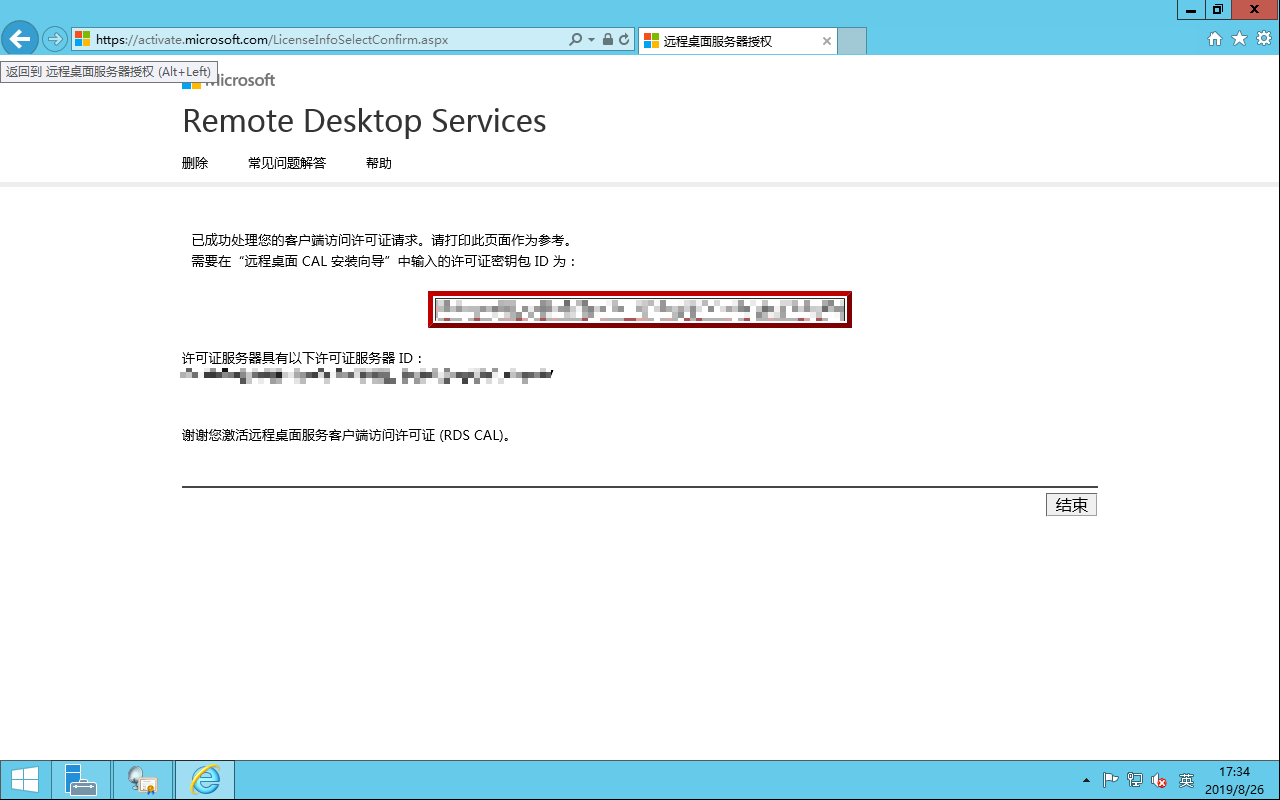 https://activate.microsoft.com/LicenseInfoSelectConfirm.aspx
远程桌面服务器授权
返回到 远程桌面服务器授权 (Alt+Left)
Microsoft
Remote Desktop Services
删除 常见问题解答 帮助
已成功处理您的客户端访问许可证请求。请打印此页面作为参考。
需要在“远程桌面 CAL 安装向导”中输入的许可证密钥包 ID 为：
许可证服务器具有以下许可证服务器 ID：
谢谢您激活远程桌面服务客户端访问许可证 (RDS CAL)。
结束
英
17:34
2019/8/26